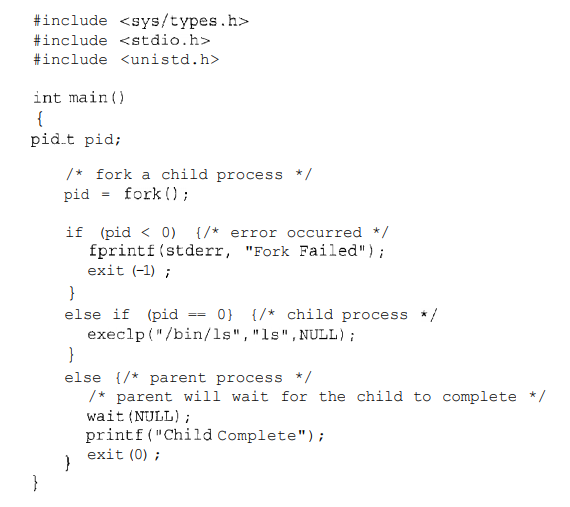 #include <sys/types.h>
#include <stdio.h>
#include <unistd.h>
int main()
{
pid_t pid;
/* fork a child process */
pid = fork();
if (pid < 0) {/* error occurred */
fprintf(stderr, "Fork Failed");
exit (-1) ;
}
else if (pid == 0} {/* child process */
execlp("/bin/ls","ls",NULL);
}
else {/* parent process */
/* parent will wait for the child to complete */
wait(NULL);
printf("Child Complete");
exit (0) ;
}
}